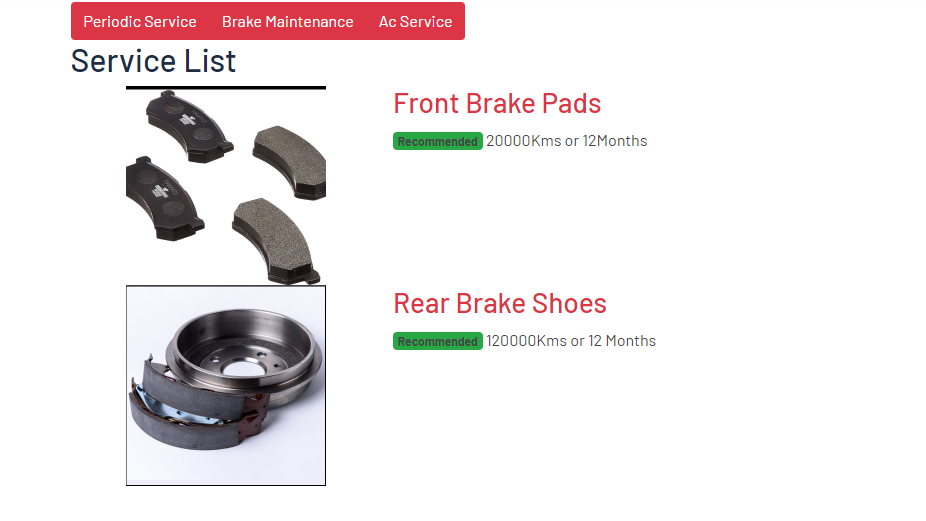 Periodic Service Brake Maintenance Ac Service
Service List
Front Brake Pads
Recommended 20000Kms or 12Months
Rear Brake Shoes
Recommended 120000Kms or 12 Months